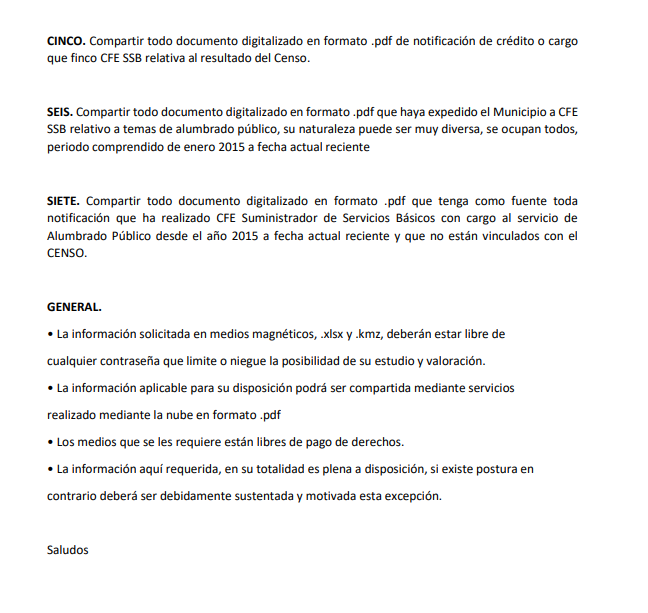 CINCO. Compartir todo documento digitalizado en formato .pdf de notificación de crédito o cargo
que finco CFE SSB relativa al resultado del Censo.
SEIS. Compartir todo documento digitalizado en formato .pdf que haya expedido el Municipio a CFE
SSB relativo a temas de alumbrado público, su naturaleza puede ser muy diversa, se ocupan todos,
periodo comprendido de enero 2015 a fecha actual reciente
SIETE. Compartir todo documento digitalizado en formato .pdf que tenga como fuente toda
notificación que ha realizado CFE Suministrador de Servicios Básicos con cargo al servicio de
Alumbrado Público desde el año 2015 a fecha actual reciente y que no están vinculados con el
CENSO.
GENERAL.
• La información solicitada en medios magnéticos, .xlsx y .kmz, deberán estar libre de
cualquier contraseña que limite o niegue la posibilidad de su estudio y valoración.
• La información aplicable para su disposición podrá ser compartida mediante servicios
realizado mediante la nube en formato .pdf
• Los medios que se les requiere están libres de pago de derechos.
• La información aquí requerida, en su totalidad es plena a disposición, si existe postura en
contrario deberá ser debidamente sustentada y motivada esta excepción.
Saludos